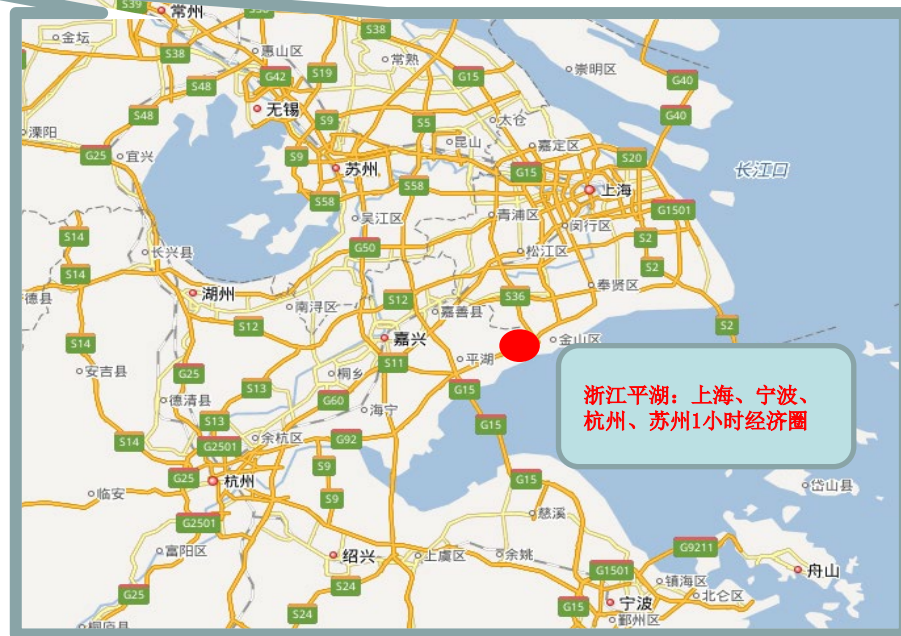 S39
常州
金坛
S38
S38
惠山区
常熟
G42
S19
G15
崇明区
G40
S48
无锡
G40
S48
S9
S5
太仓
溧阳
昆山
嘉定区
G25
宜兴
S9
苏州
S20
长江口
G15
S58
上海
S58
吴江区
青浦区
G1501
闵行区
S14
S2
G50
长兴县
松江区
S14
S2
德县
湖州
奉贤区
S36
S12
南浔区
嘉善县
S12
S2
嘉兴
金山区
S14
平湖
安吉县
S11
G25
桐乡
浙江平湖：上海、宁波、
杭州、苏州1小时经济圈
S13
G15
德清县
G60
海宁
S13
G15
S14
G2501
余杭区
G92
S9
G25
杭州
G15
岱山县
临安
S9
慈溪
G2501
富阳区
绍兴
上虞区
余姚
G9211
G1501
舟山
镇海区
S24
G25
北仑区
宁波
S24
G15
鄞州区
桐庐县